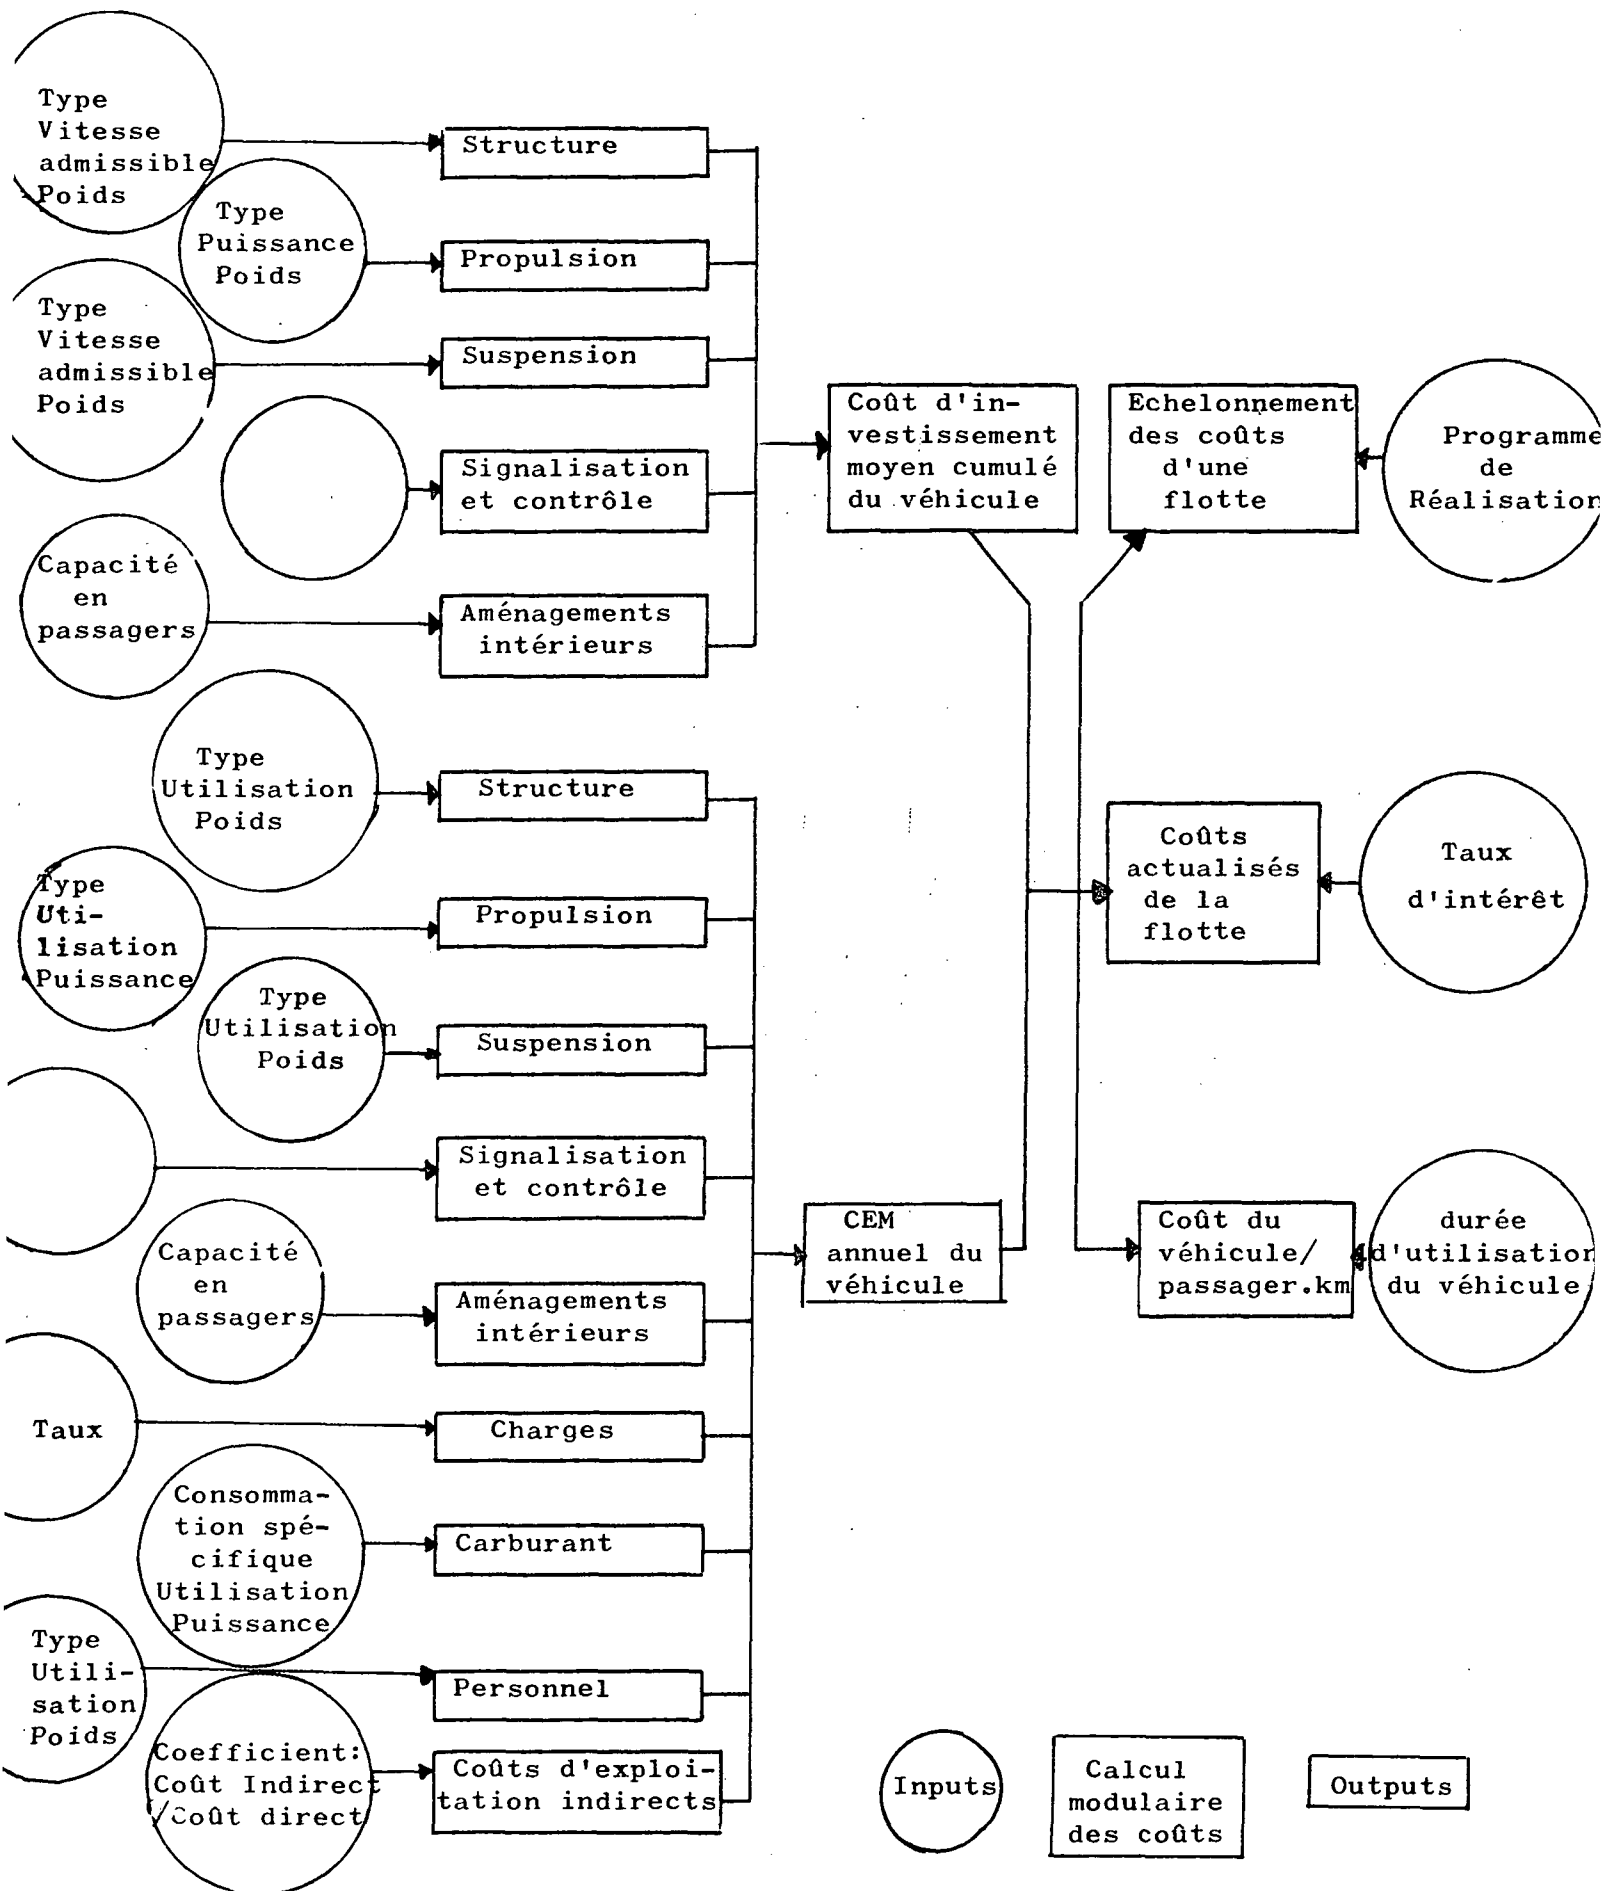 Type
Vitesse
admissible
Poids
Structure
Type
Puissance
Poids
Propulsion
Type
Vitesse
admissible
Poids
Suspension
Signalisation
et contrôle
Capacité
en
passagers
Aménagements
intérieurs
Coût d'in-
vestissement
moyen cumulé
du véhicule
Echelonnement
des coûts
d'une
flotte
Programme
de
Réalisation
Type
Utilisation
Poids
Structure
Type
Uti-
lisation
Puissance
Propulsion
Type
Utilisation
Poids
Suspension
Signalisation
et contrôle
Capacité
en
passagers
Aménagements
intérieurs
Taux
Charges
Consomma-
tion spé-
cifique
Utilisation
Puissance
Carburant
Type
Utili-
sation
Poids
Personnel
Coefficient:
Coût Indirect
/Coût direct
Coûts d'exploi-
tation indirects
CEM
annuel du
véhicule
Coûts
actualisés
de la
flotte
Taux
d'intérêt
Coût du
véhicule/
passager.km
durée
d'utilisation
du véhicule
Inputs
Calcul
modulaire
des coûts
Outputs